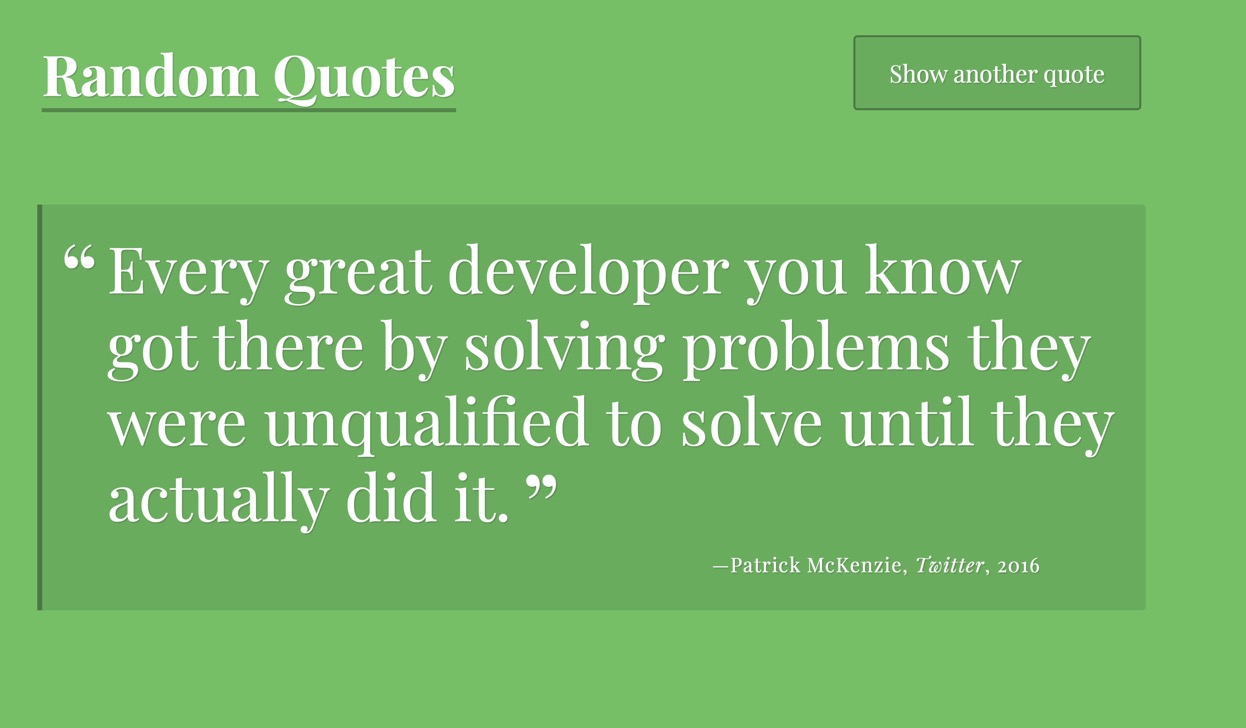 Random Quotes
Show another quote
“ Every great developer you know
got there by solving problems they
were unqualified to solve until they
actually did it. ”
—Patrick McKenzie, Twitter, 2016